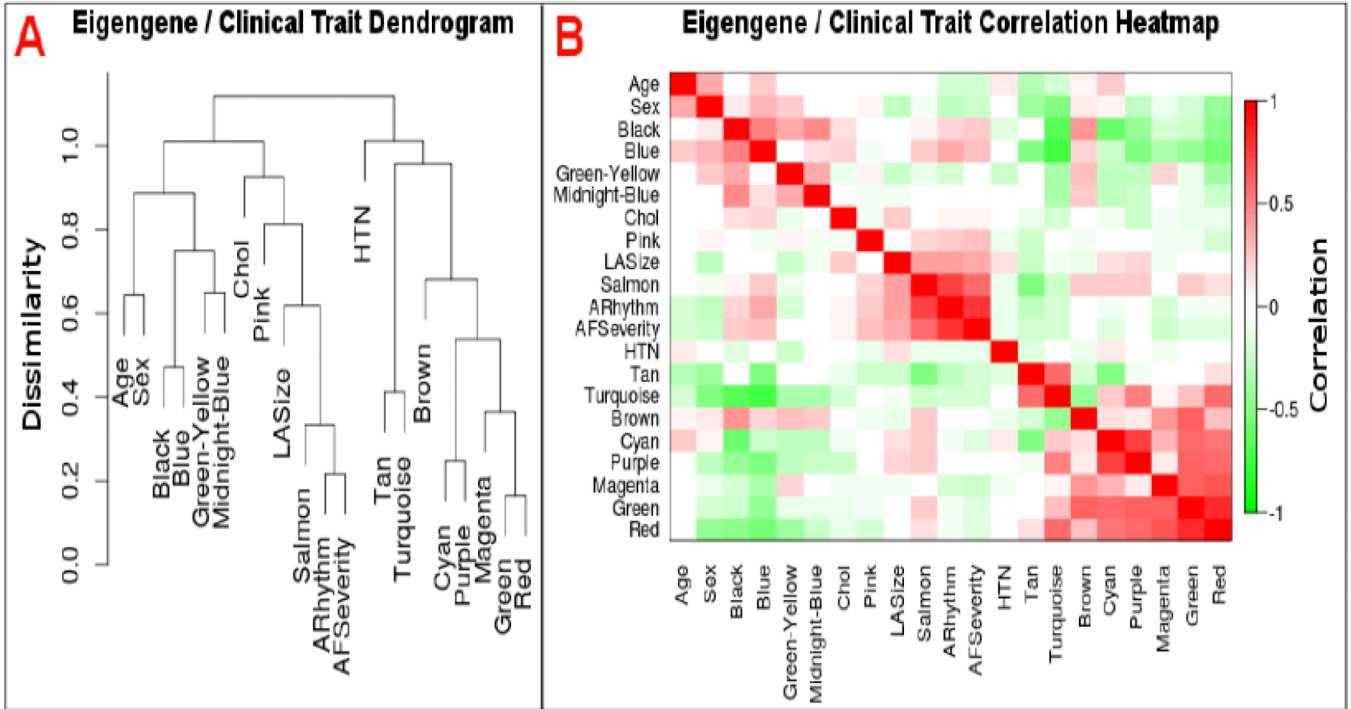 A
Eigengene / Clinical Trait Dendrogram
Dissimilarity
1.0
0.8
0.6
0.4
0.2
0.0
Age
Sex
Black
Blue
Green-Yellow
Midnight-Blue
Chol
Pink
LASize
Salmon
ARhythm
AFSeverity
HTN
Tan
Turquoise
Brown
Cyan
Purple
Magenta
Green
Red
B
Eigengene / Clinical Trait Correlation Heatmap
Age
Sex
Black
Blue
Green-Yellow
Midnight-Blue
Chol
Pink
LASize
Salmon
ARhythm
AFSeverity
HTN
Tan
Turquoise
Brown
Cyan
Purple
Magenta
Green
Red
Age
Sex
Black
Blue
Green-Yellow
Midnight-Blue
Chol
Pink
LASize
Salmon
ARhythm
AFSeverity
HTN
Tan
Turquoise
Brown
Cyan
Purple
Magenta
Green
Red
1
0.5
0
-0.5
-1
Correlation